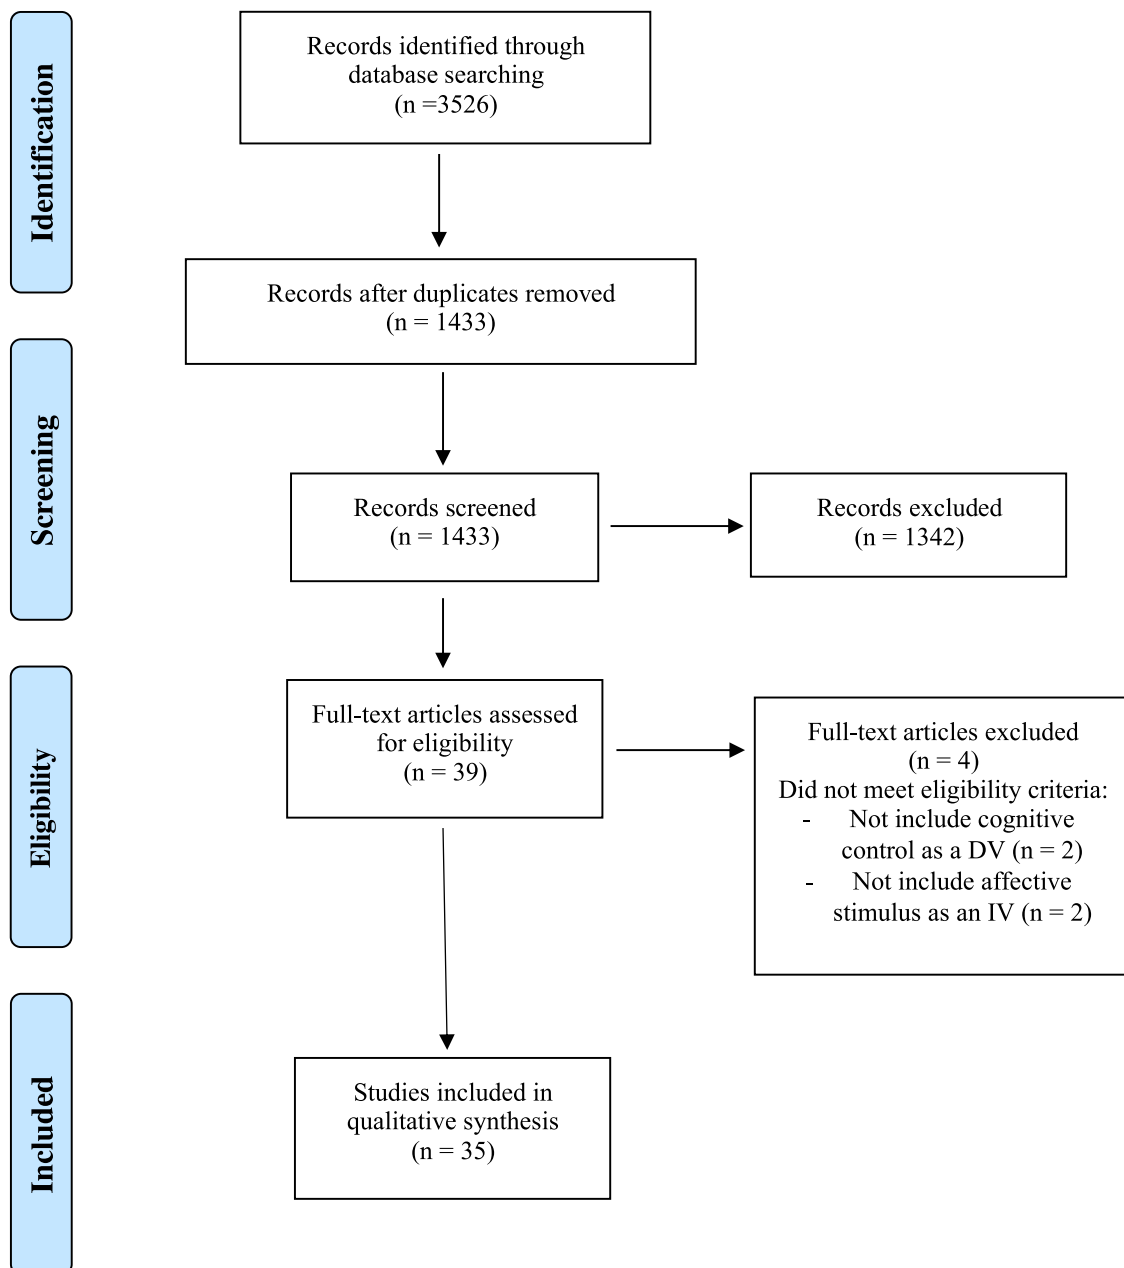 Identification
Records identified through
database searching
(n =3526)
Records after duplicates removed
(n = 1433)
Screening
Records screened
(n = 1433)
Records excluded
(n = 1342)
Eligibility
Full-text articles assessed
for eligibility
(n = 39)
Full-text articles excluded
(n = 4)
Did not meet eligibility criteria:
- Not include cognitive
control as a DV (n = 2)
- Not include affective
stimulus as an IV (n = 2)
Included
Studies included in
qualitative synthesis
(n = 35)